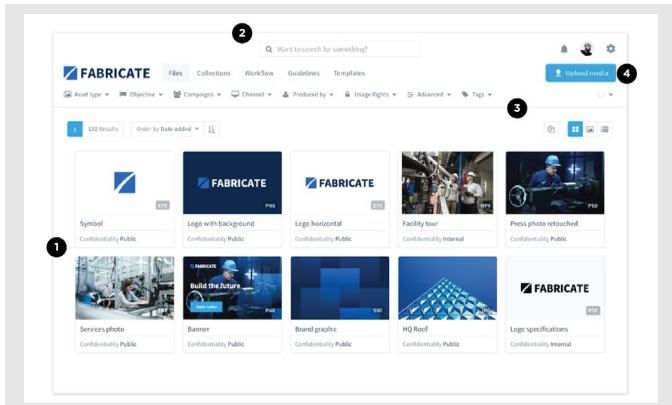 2
Want to search for something?
FABRICATE Files Collections Workflow Guidelines Templates
Upload media 4
Asset type Objective Campaigns Channel Produced by Usage Rights Advanced Tags
3
122 Results Order by Date added
EPS
FABRICATE
PNG
FABRICATE
EPS
MP4
PSD
Symbol
Logo with background
Logo horizontal
Facility tour
Press photo retouched
Confidentiality Public
Confidentiality Public
Confidentiality Public
Confidentiality Internal
Confidentiality Public
1
FABRICATE
Build the future
PNG
SVG
FABRICATE
PDF
Services photo
Banner
Brand graphic
HQ Roof
Logo specifications
Confidentiality Public
Confidentiality Public
Confidentiality Public
Confidentiality Public
Confidentiality Internal